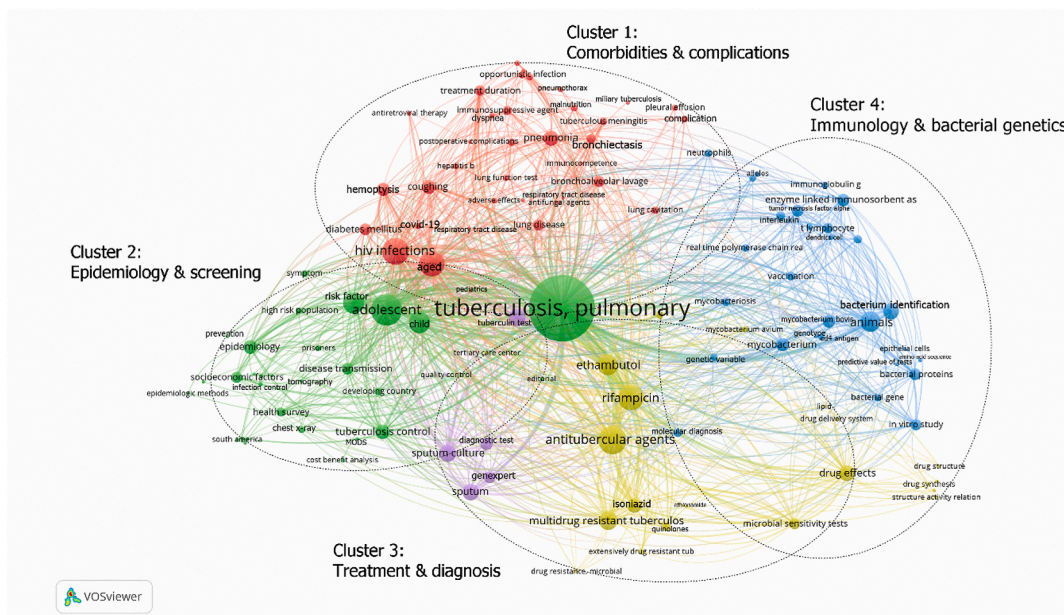 Cluster 1:
Comorbidities & complications
opportunistic infection
treatment duration
pneumothorax
malnutrition
miliary tuberculosis
pleural effusion
antiretroviral therapy
immunosuppressive agent
dyspnea
tuberculous meningitis
complication
postoperative complications
pneumonia
bronchiectasis
hepatitis b
immunocompetence
lung function test
bronchoalveolar lavage
hemoptysis
coughing
respiratory tract disease
adverse effects
antifungal agents
lung cavitation
covid-19
diabetes mellitus
respiratory tract disease
lung disease
hiv infections
aged
Cluster 4:
Immunology & bacterial genetics
neutrophils
alleles
immunoglobulin g
enzyme linked immunosorbent as
tumor necrosis factor alpha
interleukin
t lymphocyte
dendritic cell
real time polymerase chain rea
vaccination
mycobacteriosis
bacterium identification
mycobacterium bovis
animals
mycobacterium avium
genotype
cd4 antigen
mycobacterium
epithelial cells
amino acid sequence
genetic variable
predictive value of tests
bacterial proteins
bacterial gene
lipid
drug delivery system
in vitro study
molecular diagnosis
Cluster 2:
Epidemiology & screening
symptom
pediatrics
risk factor
tuberculosis, pulmonary
high risk population
adolescent
child
tuberculin test
prevention
epidemiology
prisoners
tertiary care center
disease transmission
quality control
editorial
socioeconomic factors
infection control
tomography
epidemiologic methods
developing country
health survey
chest x-ray
tuberculosis control
MODS
south america
cost benefit analysis
ethambutol
rifampicin
antitubercular agents
diagnostic test
sputum culture
genexpert
sputum
drug effects
drug structure
drug synthesis
structure activity relation
isoniazid
multidrug resistant tuberculos
quinolones
microbial sensitivity tests
extensively drug resistant tub
drug resistance, microbial
Cluster 3:
Treatment & diagnosis
VOSviewer